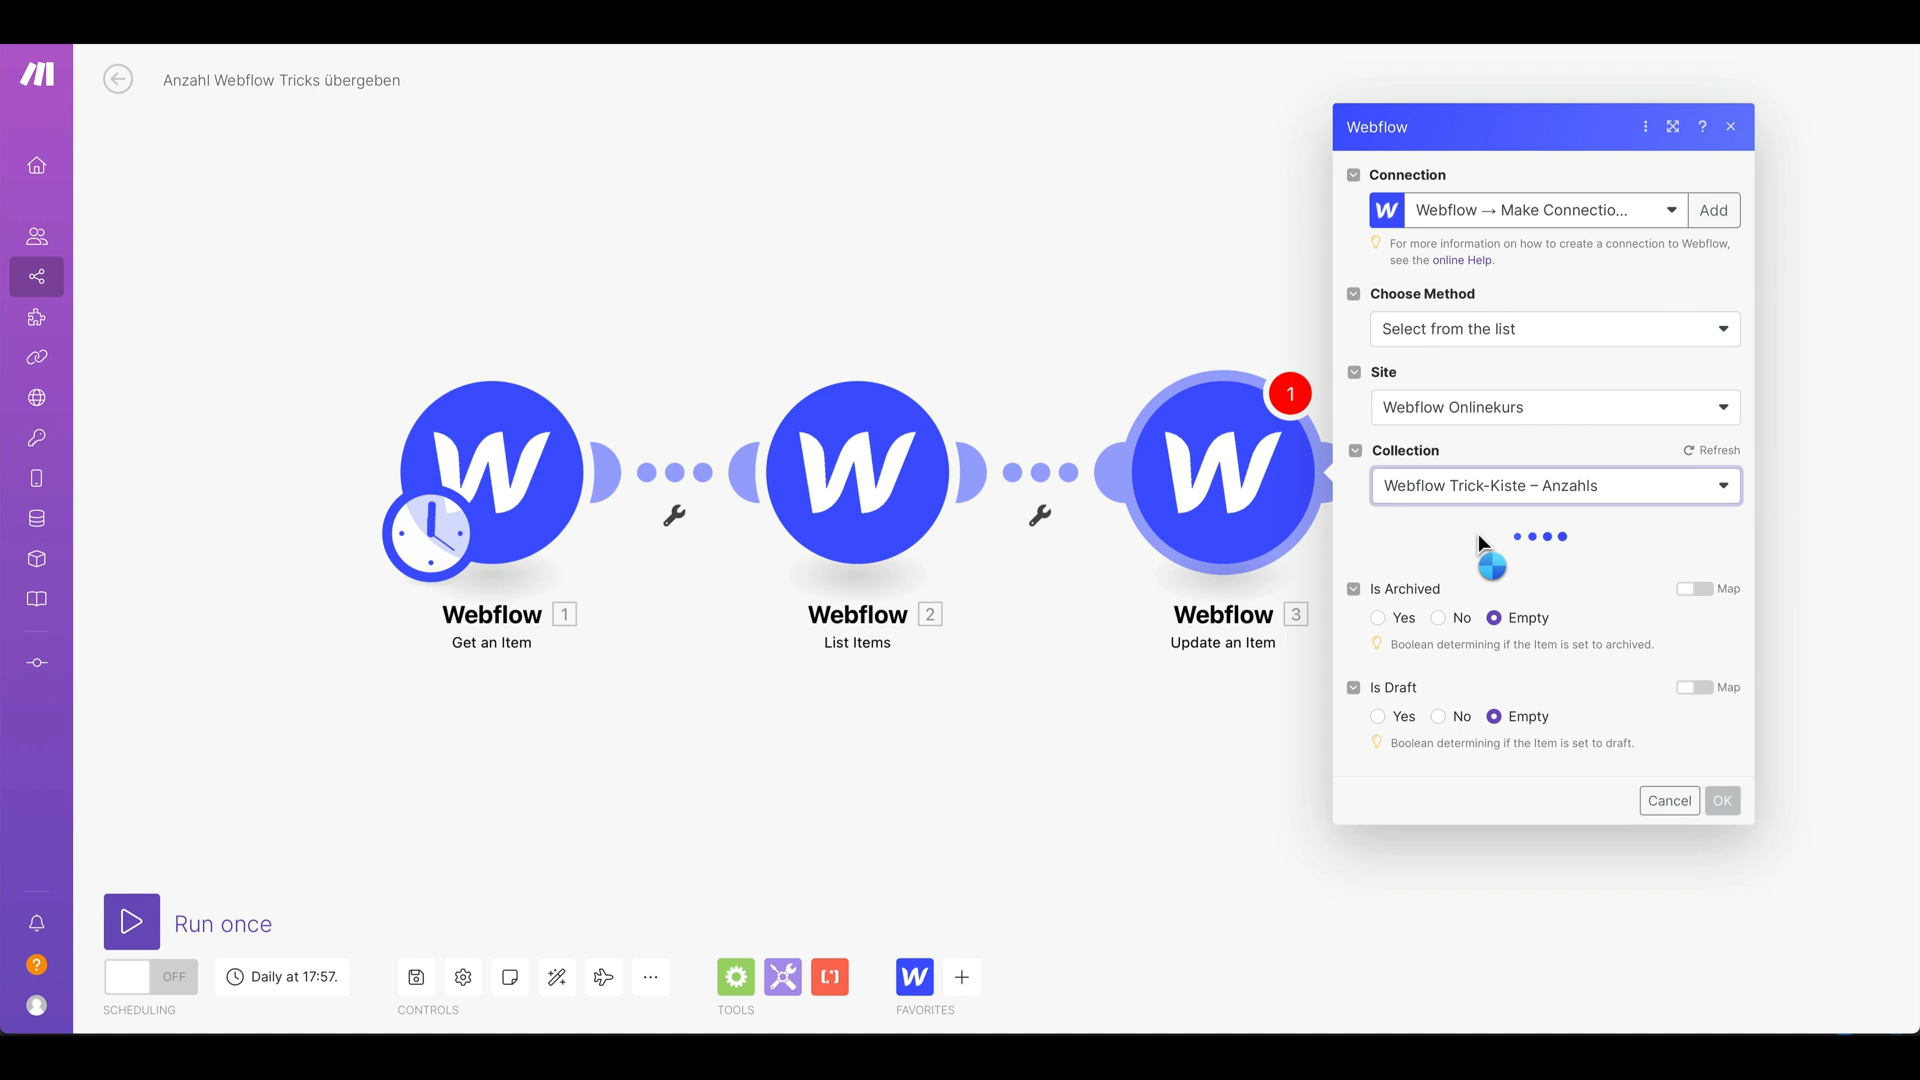 Anzahl Webflow Tricks übergeben
Webflow
?
Connection
Webflow → Make Connectio...
Add
For more information on how to create a connection to Webflow,
see the online Help.
Choose Method
Select from the list
Site
Webflow Onlinekurs
Collection
Refresh
Webflow Trick-Kiste – Anzahls
Is Archived
Map
Yes No Empty
Boolean determining if the Item is set to archived.
Is Draft
Map
Yes No Empty
Boolean determining if the Item is set to draft.
Cancel OK
1
Webflow 1
Get an Item
Webflow 2
List Items
Webflow 3
Update an Item
Run once
OFF
Daily at 17:57.
SCHEDULING
CONTROLS
TOOLS
FAVORITES
?